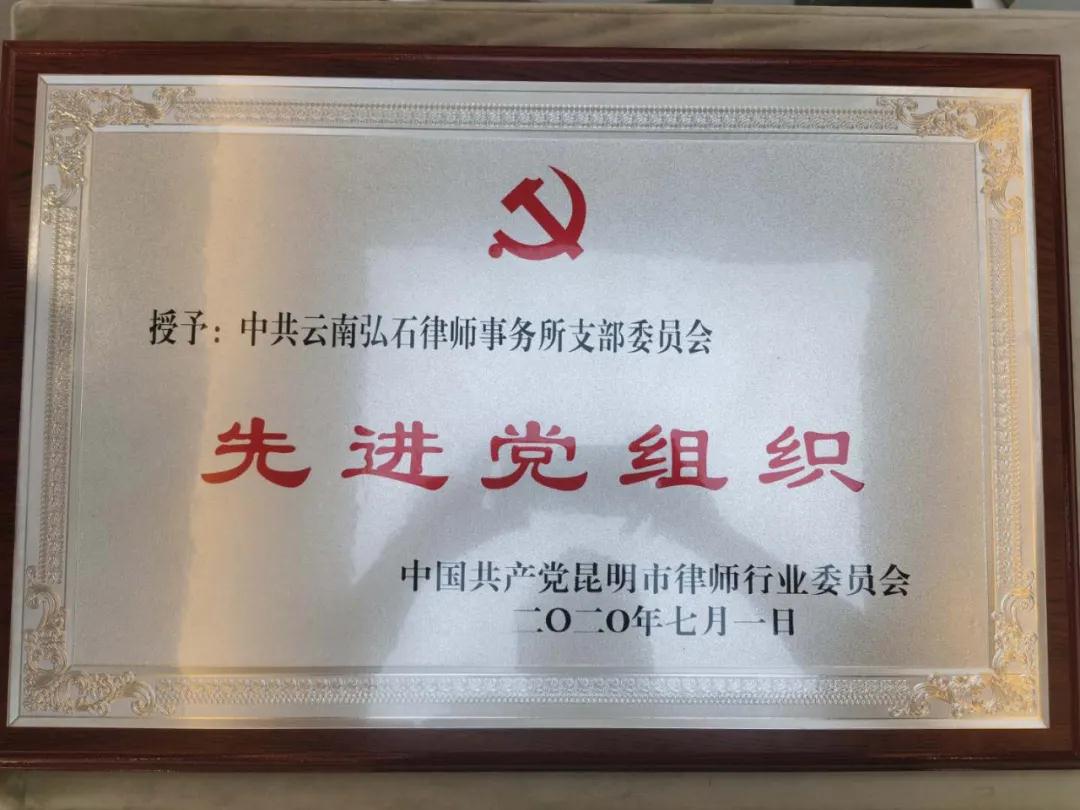 授予：中共云南弘石律师事务所支部委员会
先进党组织
中国共产党昆明市律师行业委员会
二〇二〇年七月一日